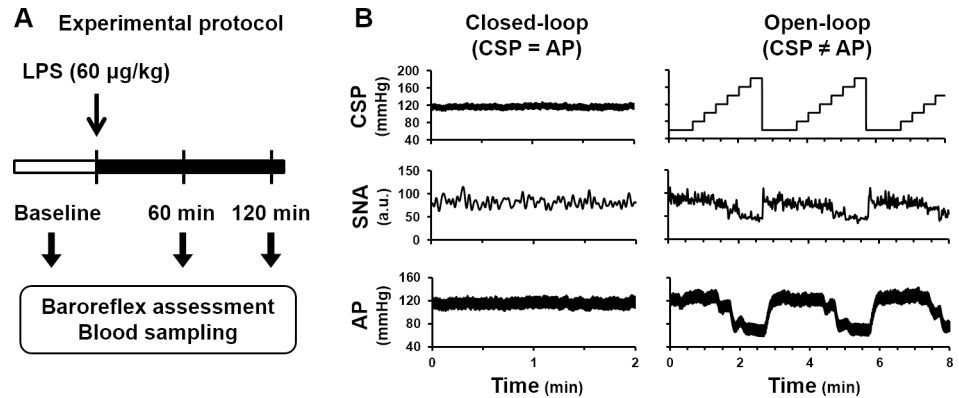 A
Experimental protocol
LPS (60 µg/kg)
Baseline
60 min
120 min
Baroreflex assessment
Blood sampling
B
Closed-loop
(CSP = AP)
Open-loop
(CSP ≠ AP)
CSP
(mmHg)
200
160
120
80
40
SNA
(a.u.)
150
100
50
0
AP
(mmHg)
160
120
80
40
0
1
2
Time (min)
0
2
4
6
8
Time (min)